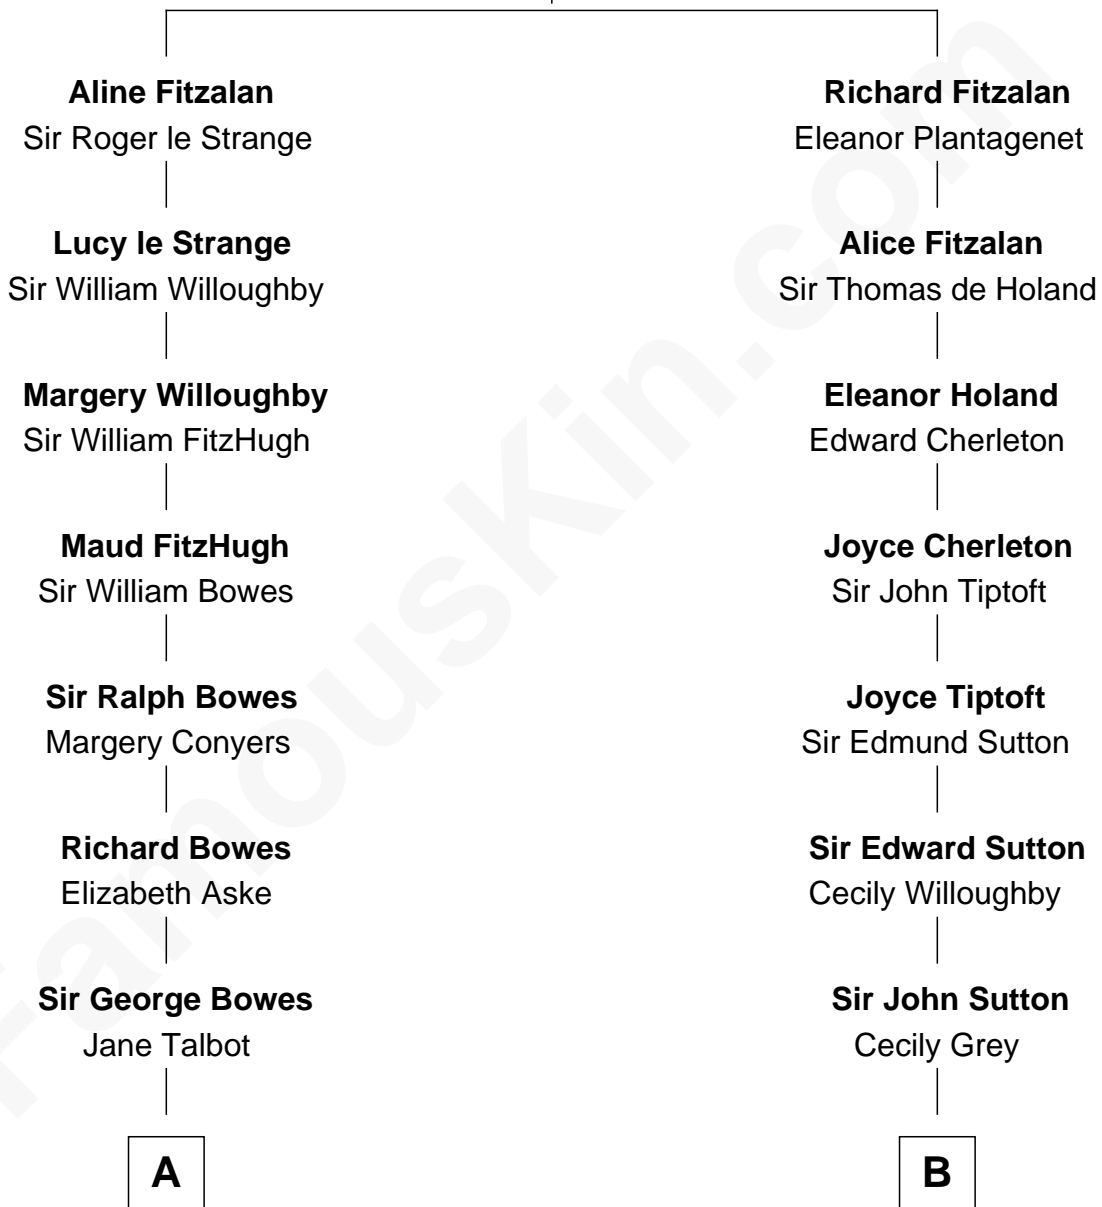 Aline Fitzalan
Sir Roger le Strange
Lucy le Strange
Sir William Willoughby
Margery Willoughby
Sir William FitzHugh
Maud FitzHugh
Sir William Bowes
Sir Ralph Bowes
Margery Conyers
Richard Bowes
Elizabeth Aske
Sir George Bowes
Jane Talbot
A
Richard Fitzalan
Eleanor Plantagenet
Alice Fitzalan
Sir Thomas de Holand
Eleanor Holand
Edward Cherleton
Joyce Cherleton
Sir John Tiptoft
Joyce Tiptoft
Sir Edmund Sutton
Sir Edward Sutton
Cecily Willoughby
Sir John Sutton
Cecily Grey
B
FamousKin.com